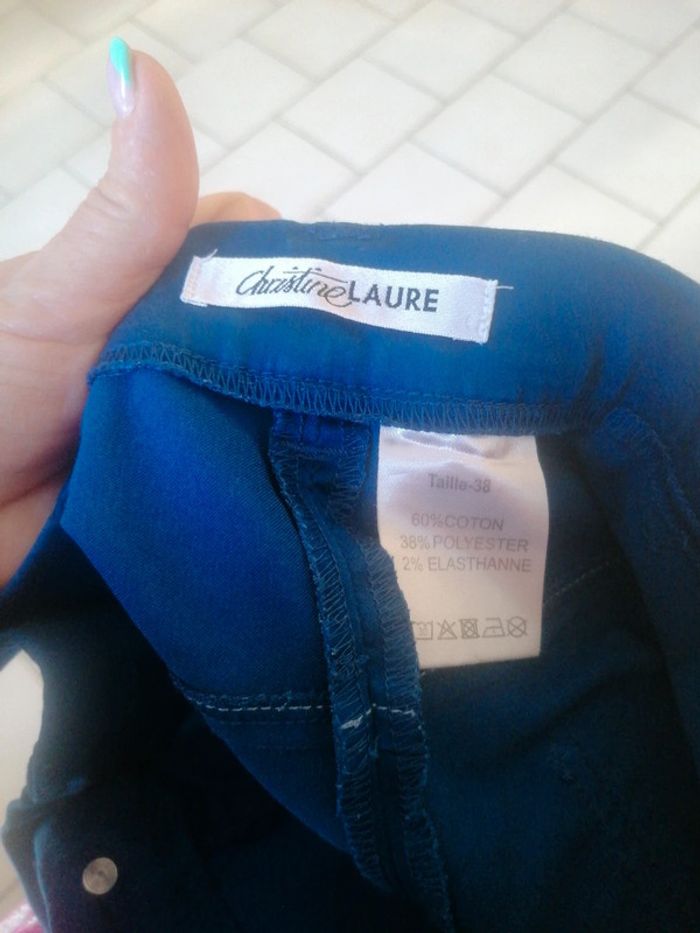 Christine LAURE
Taille-38
60%COTON
38%POLYESTER
2% ELASTHANNE